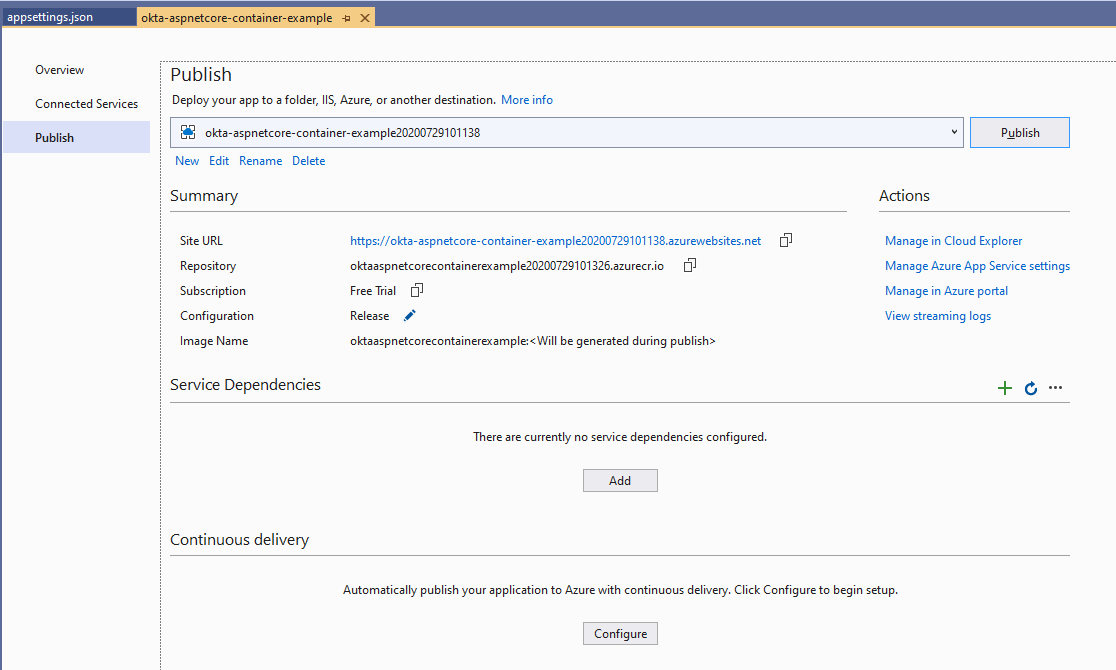 appsettings.json okta-aspnetcore-container-example
Overview
Connected Services
Publish
Publish
Deploy your app to a folder, IIS, Azure, or another destination. More info
okta-aspnetcore-container-example20200729101138 Publish
New Edit Rename Delete
Summary
Site URL https://okta-aspnetcore-container-example20200729101138.azurewebsites.net
Repository oktaaspnetcorecontainerexample20200729101326.azurecr.io
Subscription Free Trial
Configuration Release
Image Name oktaaspnetcorecontainerexample:<Will be generated during publish>
Actions
Manage in Cloud Explorer
Manage Azure App Service settings
Manage in Azure portal
View streaming logs
Service Dependencies
There are currently no service dependencies configured.
Add
Continuous delivery
Automatically publish your application to Azure with continuous delivery. Click Configure to begin setup.
Configure